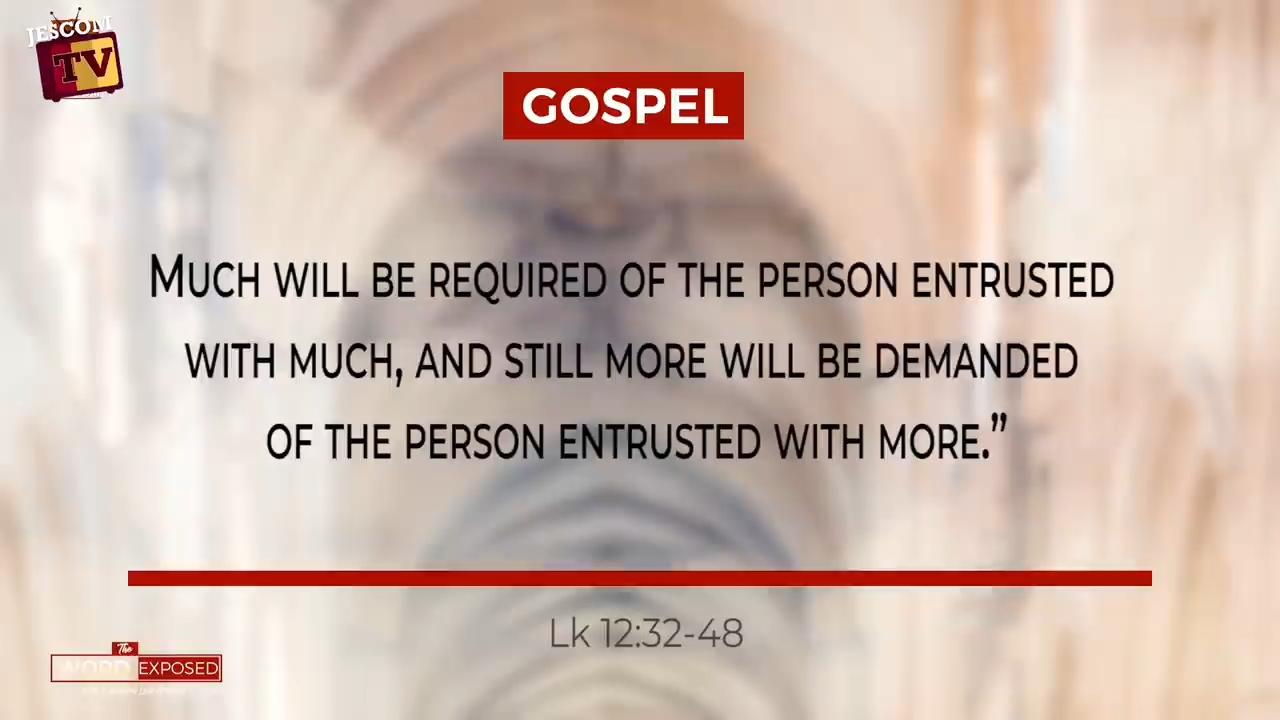 JESCOM
TV
GOSPEL
MUCH WILL BE REQUIRED OF THE PERSON ENTRUSTED
WITH MUCH, AND STILL MORE WILL BE DEMANDED
OF THE PERSON ENTRUSTED WITH MORE.”
Lk 12:32-48
The
WORD EXPOSED